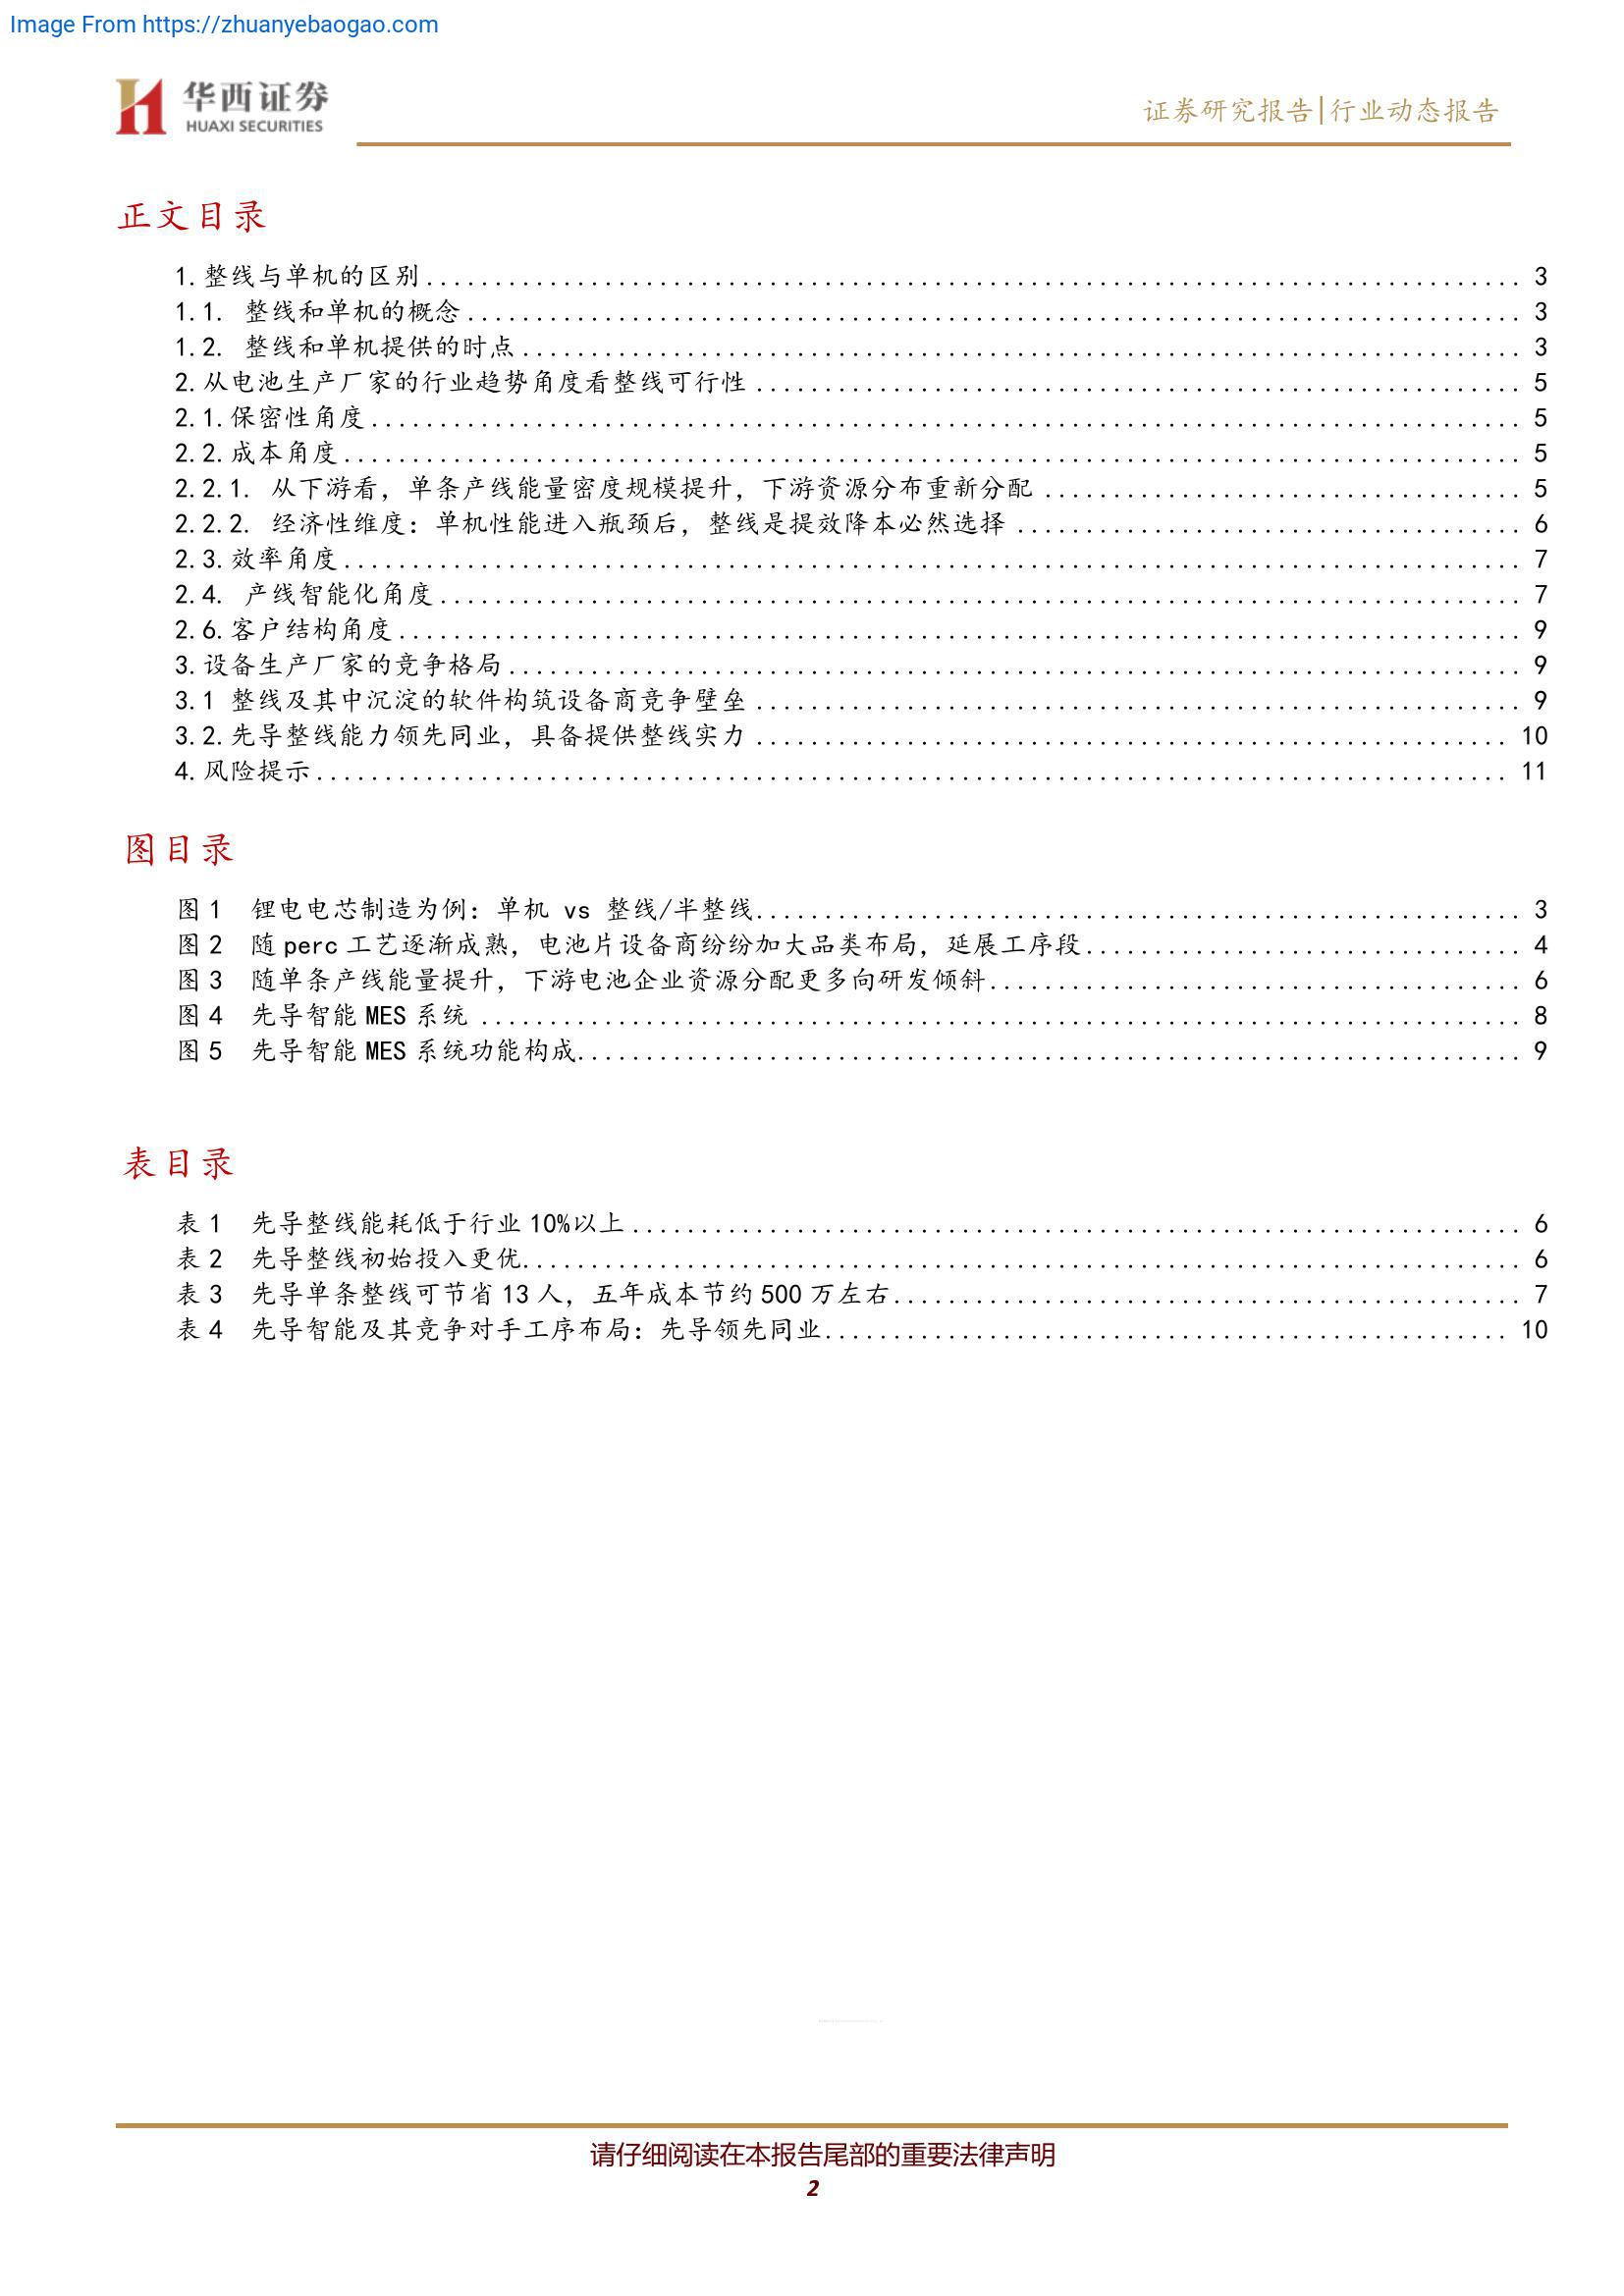 Image From https://zhuanyebaogao.com
华西证券
HUAXI SECURITIES
证券研究报告|行业动态报告
正文目录
1.整线与单机的区别................................................................................ 3
1.1. 整线和单机的概念............................................................................. 3
1.2. 整线和单机提供的时点......................................................................... 3
2.从电池生产厂家的行业趋势角度看整线可行性 ........................................................ 5
2.1.保密性角度.................................................................................... 5
2.2.成本角度...................................................................................... 5
2.2.1. 从下游看，单条产线能量密度规模提升，下游资源分布重新分配 ................................... 5
2.2.2. 经济性维度：单机性能进入瓶颈后，整线是提效降本必然选择 ..................................... 6
2.3.效率角度...................................................................................... 7
2.4. 产线智能化角度............................................................................... 7
2.6.客户结构角度.................................................................................. 9
3.设备生产厂家的竞争格局.......................................................................... 9
3.1 整线及其中沉淀的软件构筑设备商竞争壁垒 ........................................................ 9
3.2.先导整线能力领先同业，具备提供整线实力 ....................................................... 10
4.风险提示....................................................................................... 11
图目录
图 1 锂电电芯制造为例：单机 vs 整线/半整线........................................................ 3
图 2 随 perc 工艺逐渐成熟，电池片设备商纷纷加大品类布局，延展工序段................................ 4
图 3 随单条产线能量提升，下游电池企业资源分配更多向研发倾斜....................................... 6
图 4 先导智能 MES 系统 ............................................................................ 8
图 5 先导智能 MES 系统功能构成..................................................................... 9
表目录
表 1 先导整线能耗低于行业 10%以上................................................................. 6
表 2 先导整线初始投入更优......................................................................... 6
表 3 先导单条整线可节省 13 人，五年成本节约 500 万左右.............................................. 7
表 4 先导智能及其竞争对手工序布局：先导领先同业.................................................. 10
请仔细阅读在本报告尾部的重要法律声明
2